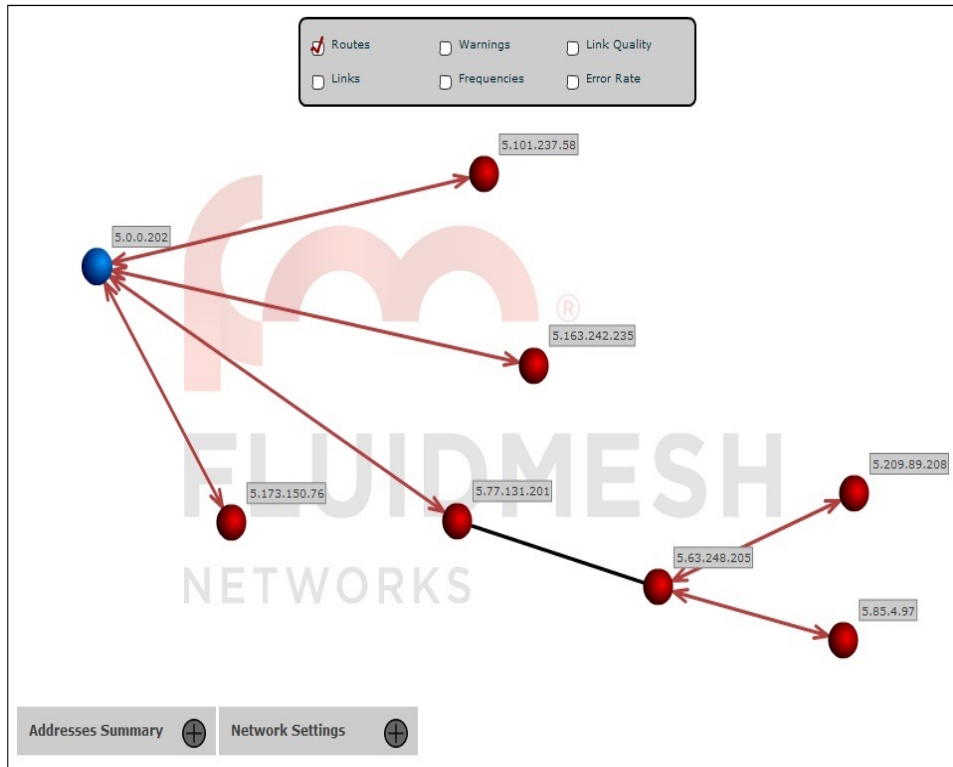 Routes Warnings Link Quality
Links Frequencies Error Rate
5.101.237.58
5.0.0.202
®
5.163.242.235
FLUIDMESH
5.209.89.208
5.173.150.76
5.77.131.201
5.63.248.205
NETWORKS
5.85.4.97
Addresses Summary Network Settings